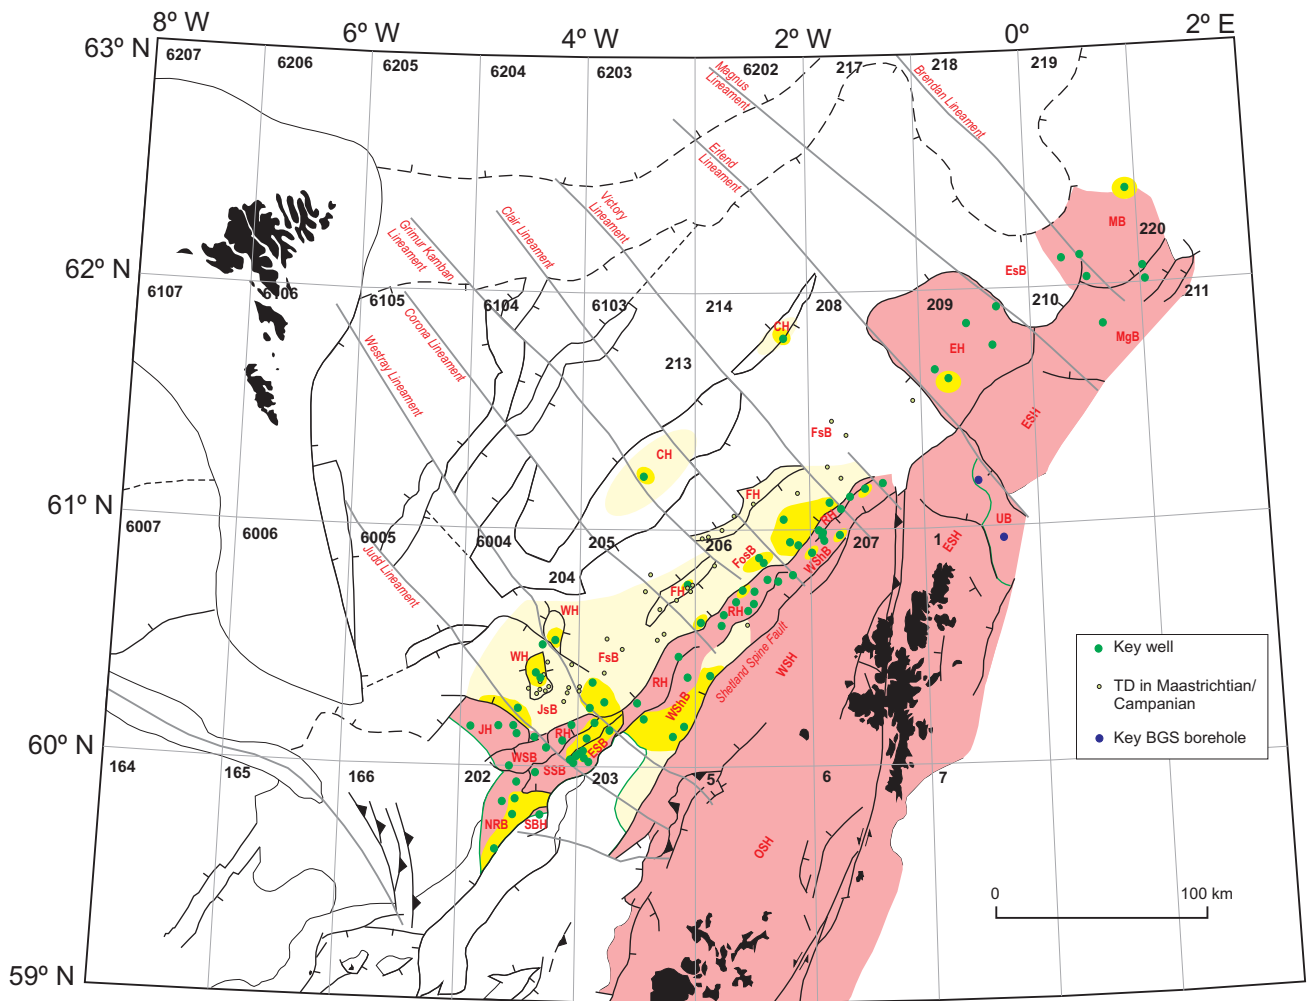 8º W
6º W
4º W
2º W
0º
2º E
63º N
6207
6206
6205
6204
6203
6202
217
218
219
Magnus
Lineament
Brendan Lineament
Erlend
Lineament
Victory
Lineament
Clair Lineament
Grimur Kamban
Lineament
MB
220
62º N
6107
6106
6105
6104
6103
214
208
209
EsB
210
211
Corona Lineament
Westray Lineament
CH
EH
MgB
213
ESH
FsB
CH
61º N
6007
6006
6005
6004
205
206
FH
RH
207
1
ESH
UB
FosB
WShB
Judd Lineament
204
FH
RH
WH
Shetland Spine Fault
WSH
WH
FsB
RH
WShB
JsB
JH
RH
ESB
60º N
164
165
166
202
WSB
SSB
203
5
6
7
NRB
SBH
OSH
59º N
Key well
TD in Maastrichtian/
Campanian
Key BGS borehole
0
100 km